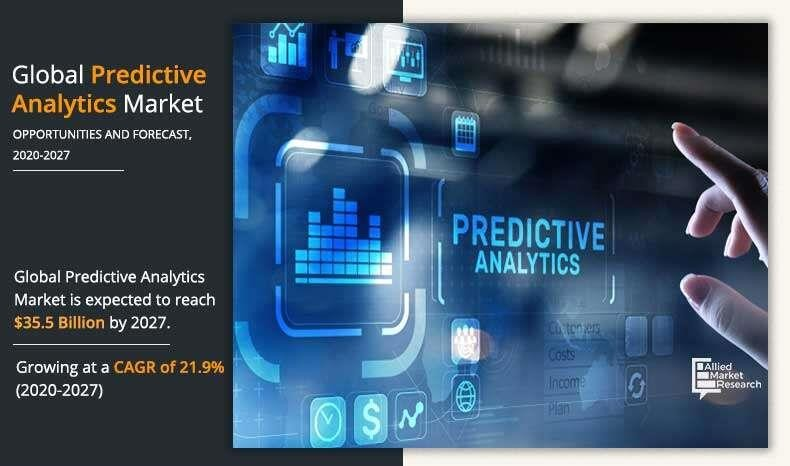 Global Predictive
Analytics Market
OPPORTUNITIES AND FORECAST,
2020-2027
Global Predictive Analytics
Market is expected to reach
$35.5 Billion by 2027.
Growing at a CAGR of 21.9%
(2020-2027)
PREDICTIVE
ANALYTICS
Customers
Costs
Income
Plan
$
Allied
Market
Research